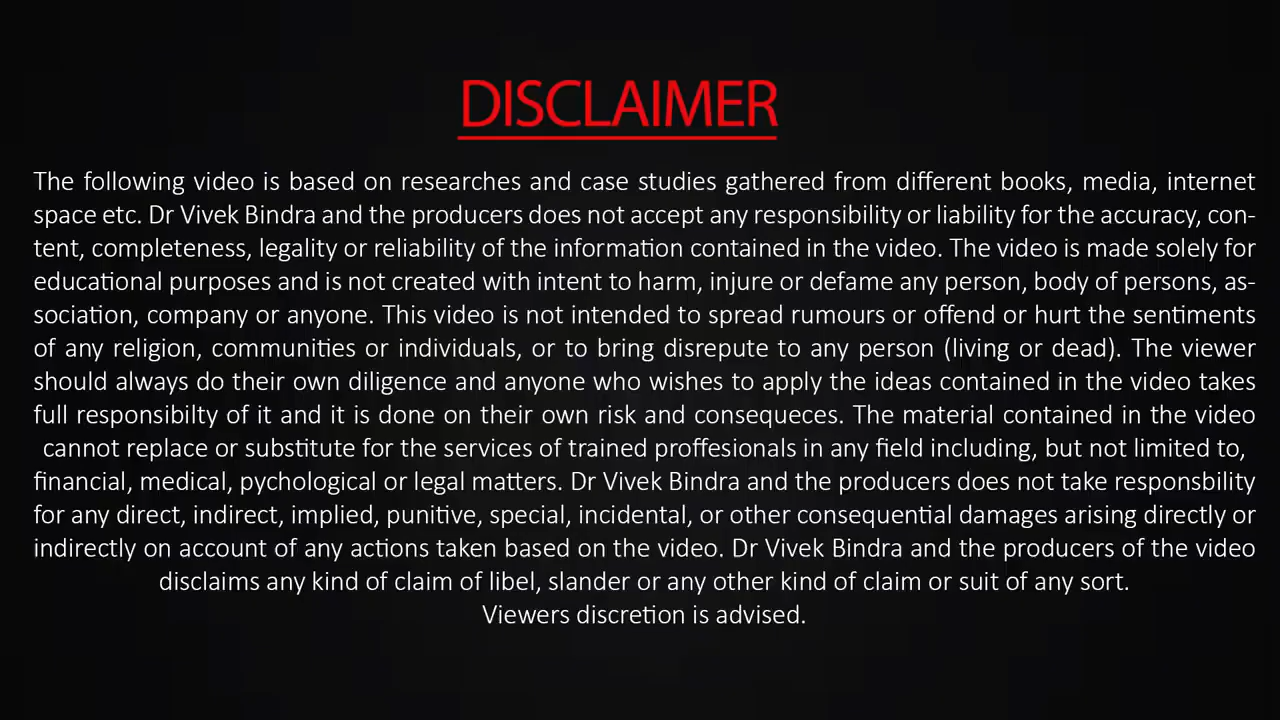 DISCLAIMER
The following video is based on researches and case studies gathered from different books, media, internet
space etc. Dr Vivek Bindra and the producers does not accept any responsibility or liability for the accuracy, con-
tent, completeness, legality or reliability of the information contained in the video. The video is made solely for
educational purposes and is not created with intent to harm, injure or defame any person, body of persons, as-
sociation, company or anyone. This video is not intended to spread rumours or offend or hurt the sentiments
of any religion, communities or individuals, or to bring disrepute to any person (living or dead). The viewer
should always do their own diligence and anyone who wishes to apply the ideas contained in the video takes
full responsibilty of it and it is done on their own risk and consequeces. The material contained in the video
cannot replace or substitute for the services of trained proffesionals in any field including, but not limited to,
financial, medical, pychological or legal matters. Dr Vivek Bindra and the producers does not take responsbility
for any direct, indirect, implied, punitive, special, incidental, or other consequential damages arising directly or
indirectly on account of any actions taken based on the video. Dr Vivek Bindra and the producers of the video
disclaims any kind of claim of libel, slander or any other kind of claim or suit of any sort.
Viewers discretion is advised.